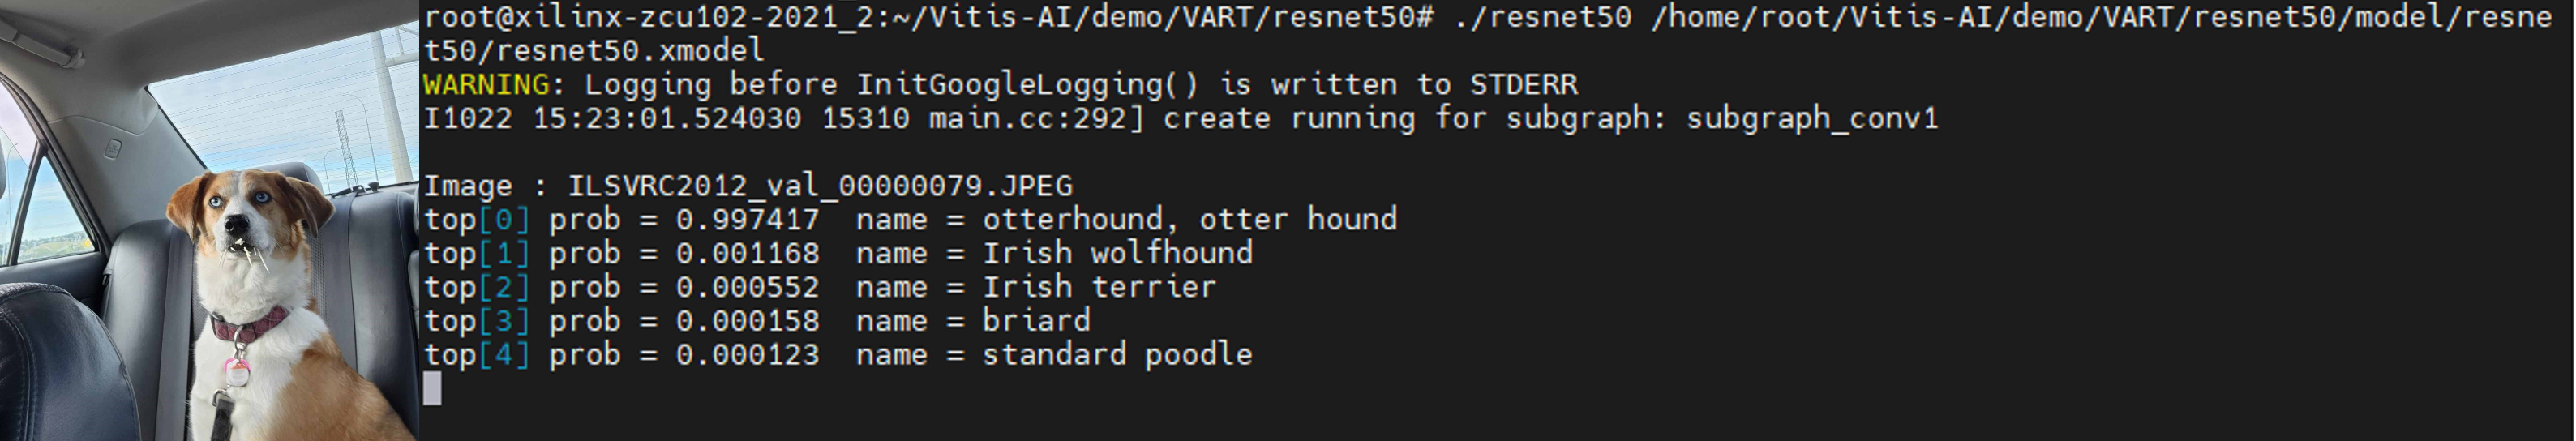 root@xilinx-zcu102-2021_2:~/Vitis-AI/demo/VART/resnet50# ./resnet50 /home/root/Vitis-AI/demo/VART/resnet50/model/resne
t50/resnet50.xmodel
WARNING: Logging before InitGoogleLogging() is written to STDERR
I1022 15:23:01.524030 15310 main.cc:292] create running for subgraph: subgraph_conv1
Image : ILSVRC2012_val_00000079.JPEG
top[0] prob = 0.997417  name = otterhound, otter hound
top[1] prob = 0.001168  name = Irish wolfhound
top[2] prob = 0.000552  name = Irish terrier
top[3] prob = 0.000158  name = briard
top[4] prob = 0.000123  name = standard poodle